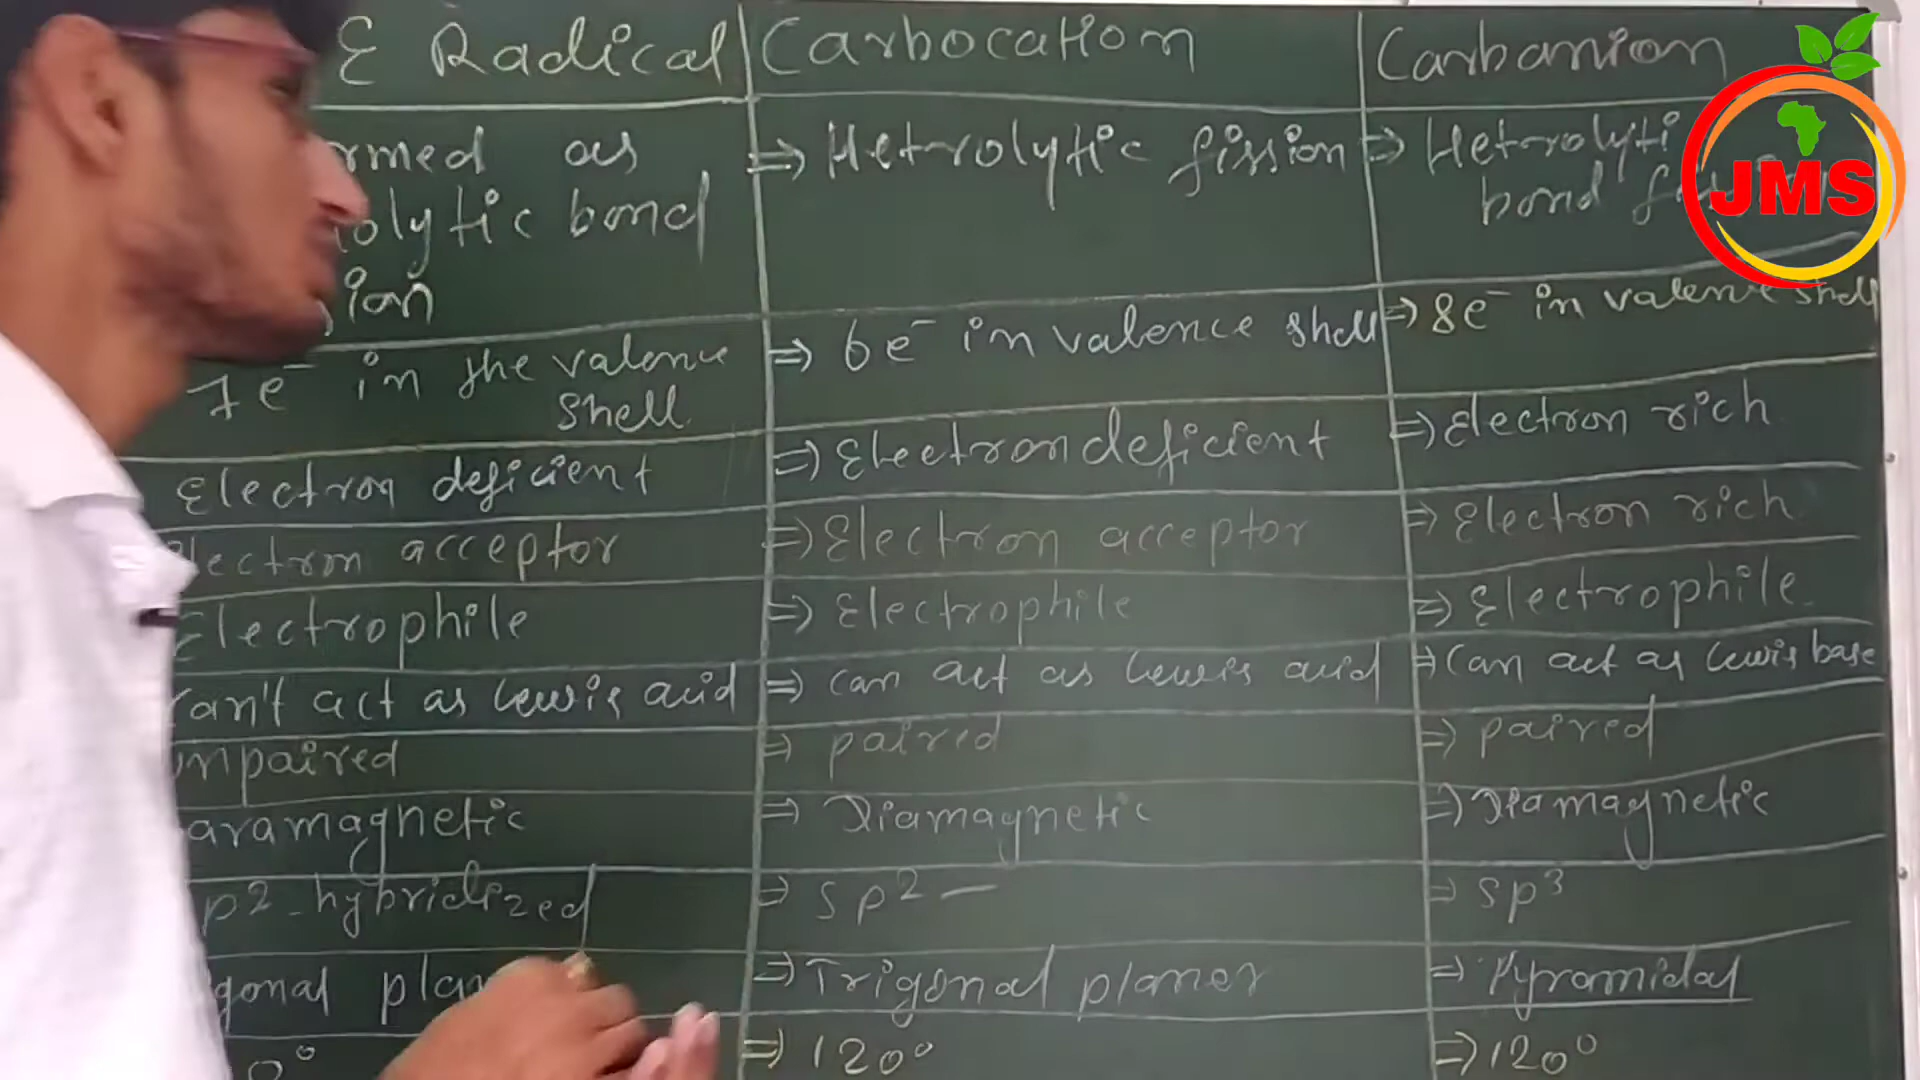 E Radical
Carbocation
Carbanion
rmed as
olytic bond
ion
⇒ Hetrolytic fission
⇒ Hetrolyti
bond
JMS
7e⁻ in the valence
shell.
⇒ 6e⁻ in valence shell
⇒ 8e⁻ in valence shell
Electron deficient
⇒ Electron deficient
⇒ Electron rich
lectron acceptor
⇒ Electron acceptor
⇒ Electron rich
Electrophile
⇒ Electrophile
⇒ Electrophile
an't act as lewis acid
⇒ can act as lewis acid
⇒ Can act as lewis base
unpaired
⇒ paired
⇒ paired
aramagnetic
⇒ Diamagnetic
⇒ Diamagnetic
p2-hybridized
⇒ sp2 —
⇒ sp³
gonal plan
⇒ Trigonal planer
⇒ Pyramidal
0°
⇒ 120°
⇒ 120°